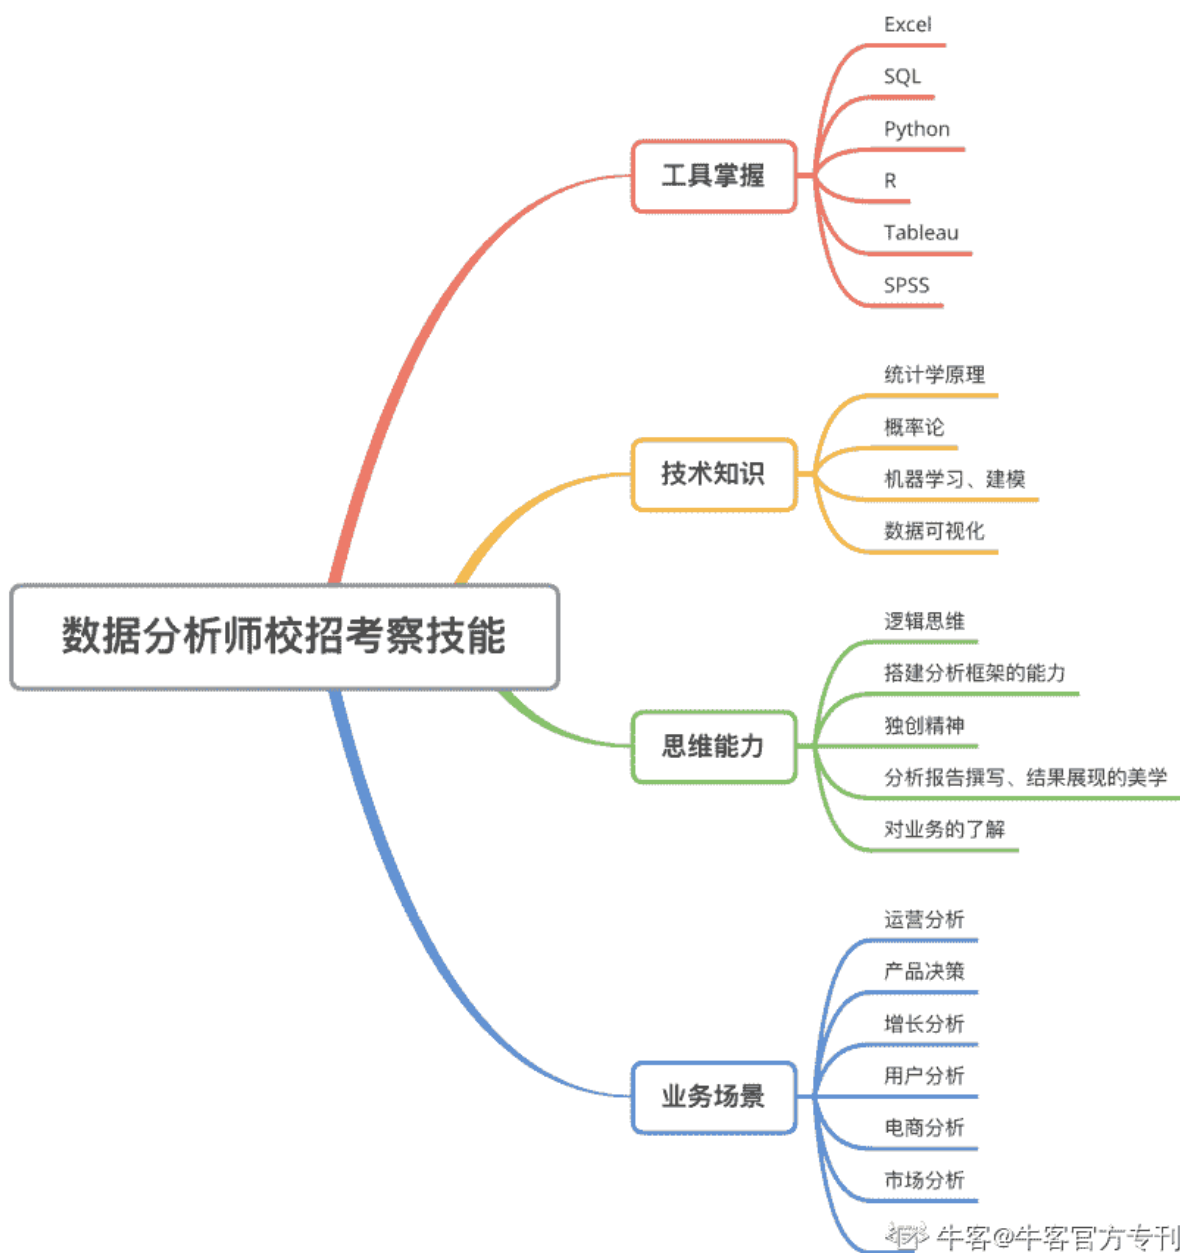 数据分析师校招考察技能
工具掌握
Excel
SQL
Python
R
Tableau
SPSS
技术知识
统计学原理
概率论
机器学习、建模
数据可视化
思维能力
逻辑思维
搭建分析框架的能力
独创精神
分析报告撰写、结果展现的美学
对业务的了解
业务场景
运营分析
产品决策
增长分析
用户分析
电商分析
市场分析
牛客@牛客官方专刊